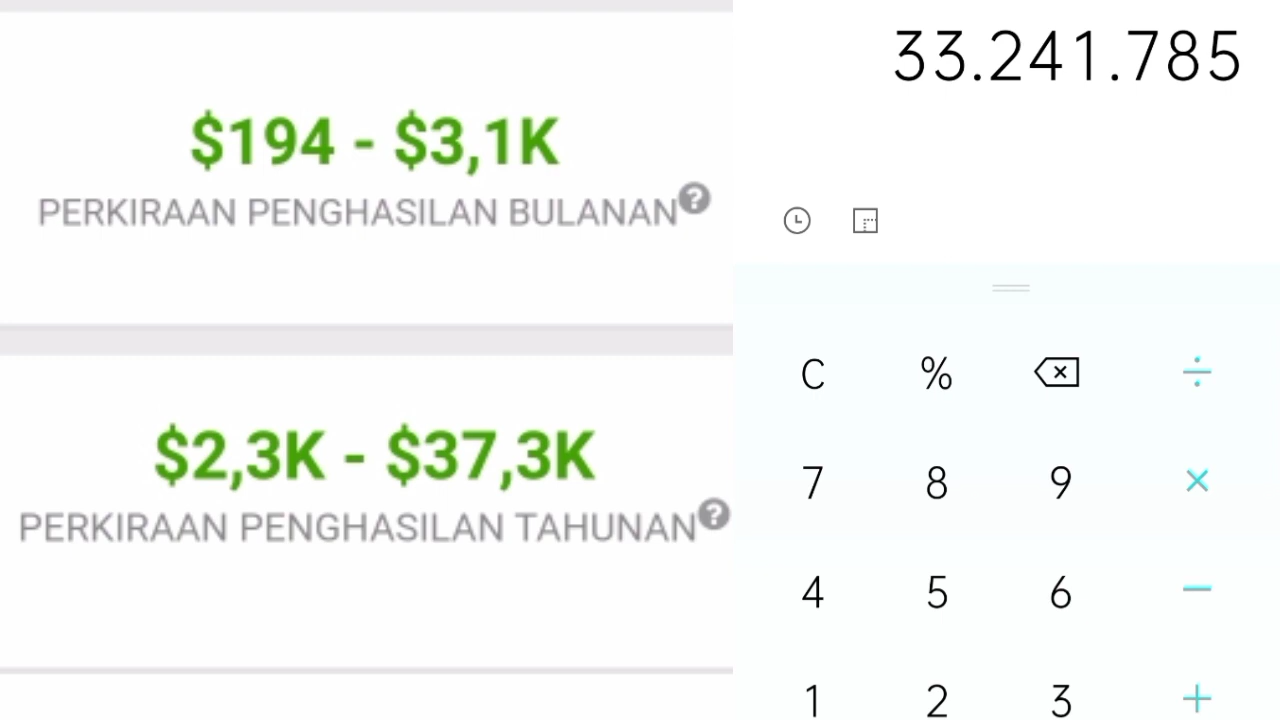 $194 - $3,1K
PERKIRAAN PENGHASILAN BULANAN?
$2,3K - $37,3K
PERKIRAAN PENGHASILAN TAHUNAN?
33.241.785
C % ÷
7 8 9 ×
4 5 6 −
1 2 3 +